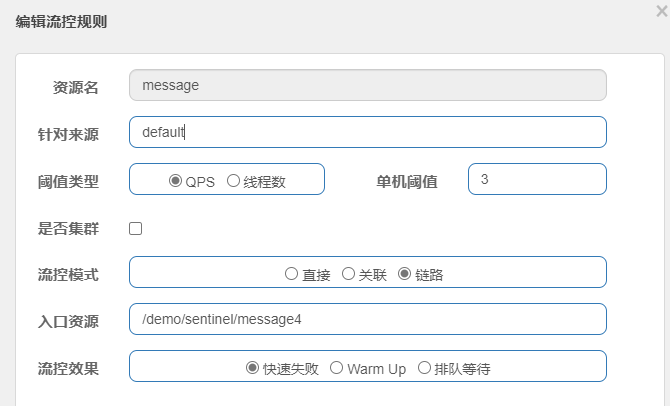 编辑流控规则 ×
资源名 message
针对来源 default
阈值类型 QPS 线程数 单机阈值 3
是否集群
流控模式 直接 关联 链路
入口资源 /demo/sentinel/message4
流控效果 快速失败 Warm Up 排队等待